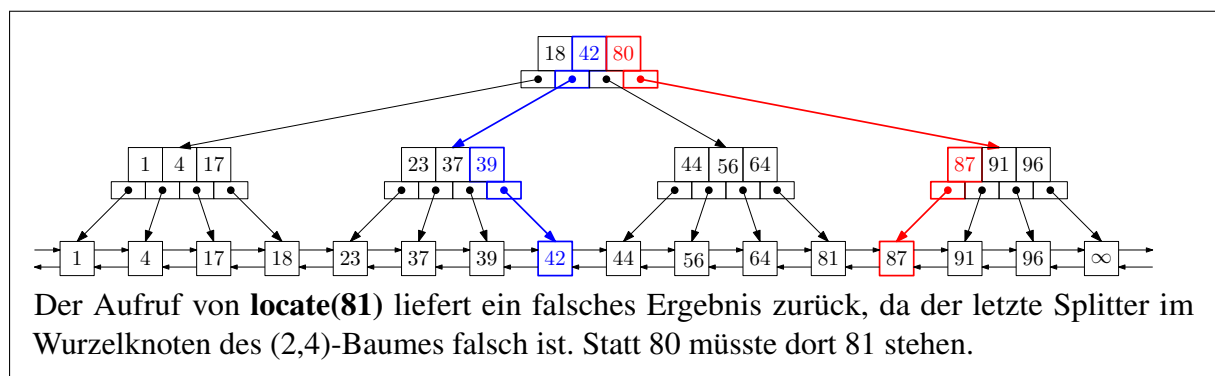 18 42 80
1 4 17 23 37 39 44 56 64 87 91 96
1 4 17 18 23 37 39 42 44 56 64 81 87 91 96 ∞
Der Aufruf von locate(81) liefert ein falsches Ergebnis zurück, da der letzte Splitter im
Wurzelknoten des (2,4)-Baumes falsch ist. Statt 80 müsste dort 81 stehen.